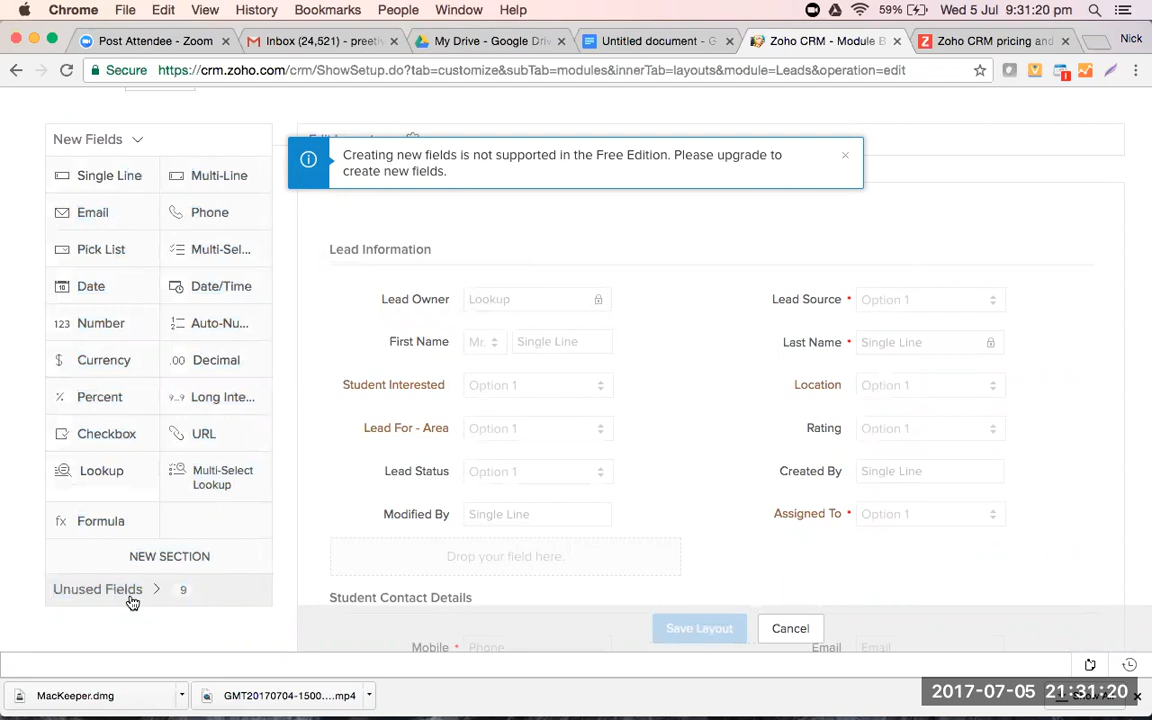 Chrome File Edit View History Bookmarks People Window Help 59% Wed 5 Jul 9:31:20 pm
Post Attendee - Zoom Inbox (24,521) - preetiv My Drive - Google Driv Untitled document - G Zoho CRM - Module B Zoho CRM pricing and Nick
Secure https://crm.zoho.com/crm/ShowSetup.do?tab=customize&subTab=modules&innerTab=layouts&module=Leads&operation=edit
New Fields
Creating new fields is not supported in the Free Edition. Please upgrade to
create new fields.
Single Line Multi-Line
Email Phone
Pick List Multi-Sel...
Date Date/Time
123 Number Auto-Nu...
$ Currency .00 Decimal
% Percent 9..9 Long Inte...
Checkbox URL
Lookup Multi-Select
Lookup
fx Formula
NEW SECTION
Unused Fields 9
Lead Information
Lead Owner Lookup Lead Source * Option 1
First Name Mr. Single Line Last Name * Single Line
Student Interested Option 1 Location Option 1
Lead For - Area Option 1 Rating Option 1
Lead Status Option 1 Created By Single Line
Modified By Single Line Assigned To * Option 1
Drop your field here.
Student Contact Details
Save Layout Cancel
Mobile * Phone Email Email
MacKeeper.dmg GMT20170704-1500....mp4 2017-07-05 21:31:20